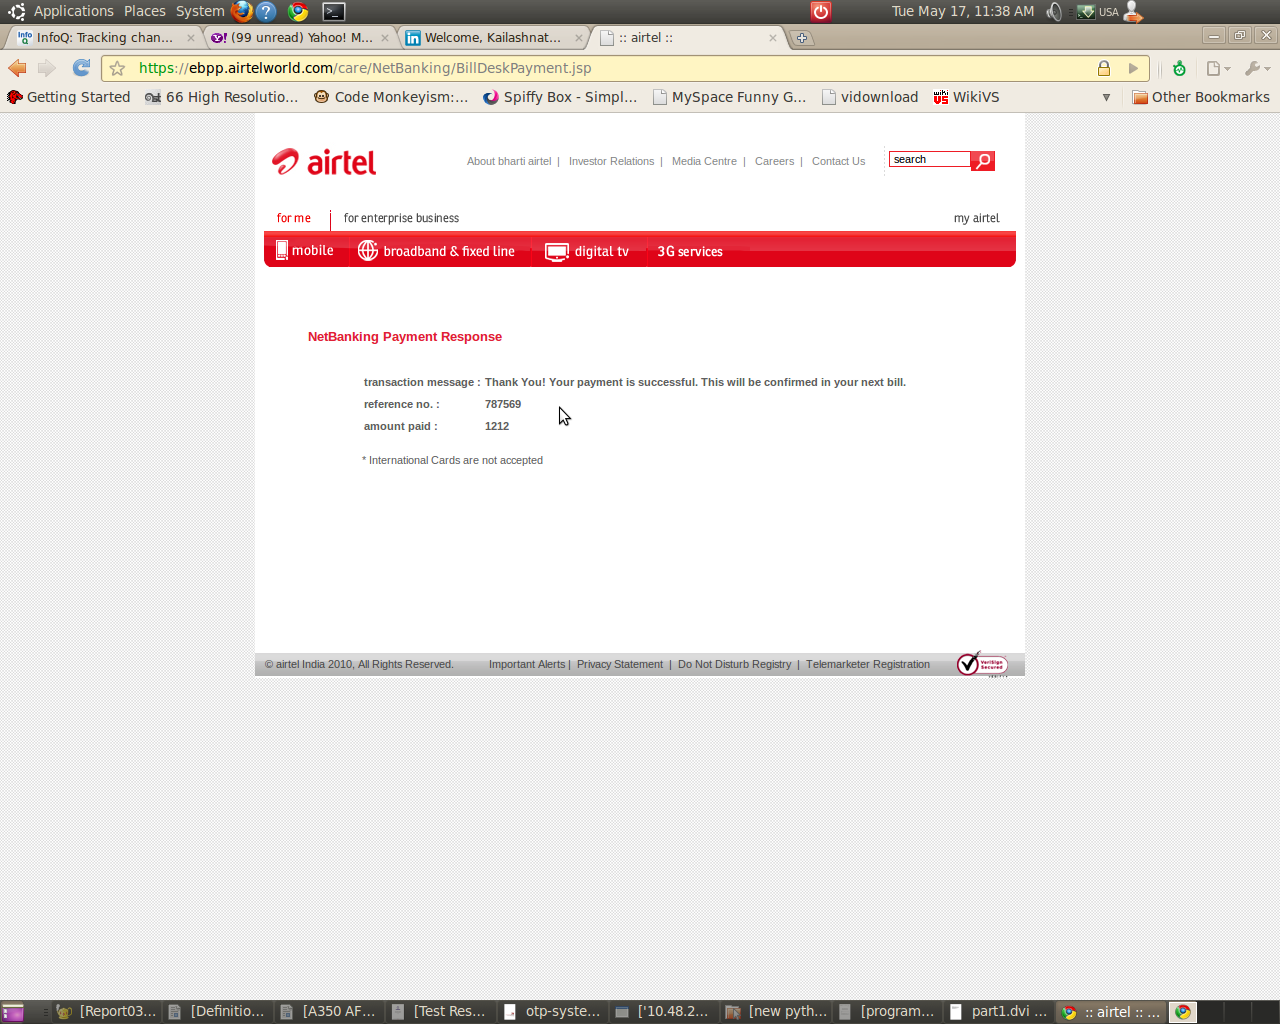 Applications Places System Tue May 17, 11:38 AM USA
InfoQ: Tracking chan... (99 unread) Yahoo! M... Welcome, Kailashnat... :: airtel ::
https://ebpp.airtelworld.com/care/NetBanking/BillDeskPayment.jsp
Getting Started 66 High Resolutio... Code Monkeyism:... Spiffy Box - Simpl... MySpace Funny G... vidownload WikiVS Other Bookmarks
airtel About bharti airtel | Investor Relations | Media Centre | Careers | Contact Us search
for me for enterprise business my airtel
mobile broadband & fixed line digital tv 3G services
NetBanking Payment Response
transaction message : Thank You! Your payment is successful. This will be confirmed in your next bill.
reference no. : 787569
amount paid : 1212
* International Cards are not accepted
© airtel India 2010, All Rights Reserved. Important Alerts | Privacy Statement | Do Not Disturb Registry | Telemarketer Registration VeriSign Secured
[Report03... [Definitio... [A350 AF... [Test Res... otp-syste... ['10.48.2... [new pyth... [program... part1.dvi ... :: airtel :: ...